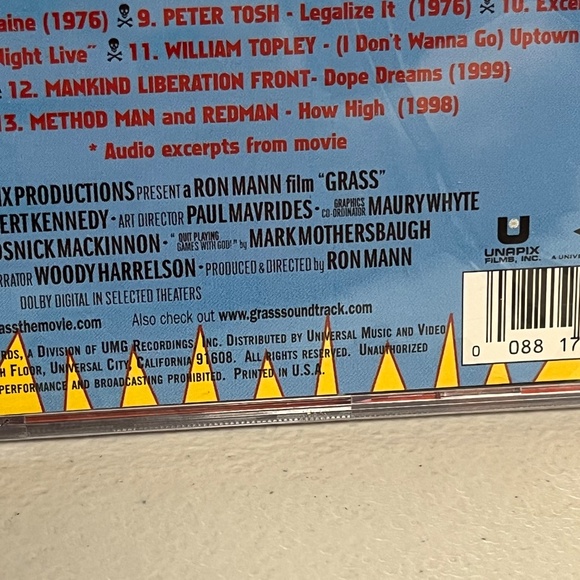 aine (1976) ☠ 9. PETER TOSH - Legalize It (1976) ☠ 10. Exce
Night Live" ☠ 11. WILLIAM TOPLEY - (I Don't Wanna Go) Uptown
12. MANKIND LIBERATION FRONT- Dope Dreams (1999)
13. METHOD MAN and REDMAN - How High (1998)
* Audio excerpts from movie
IX PRODUCTIONS PRESENT a RON MANN film "GRASS"
ERT KENNEDY - ART DIRECTOR PAUL MAVRIDES - GRAPHICS CO-ORDINATOR MAURY WHYTE
OSNICK MACKINNON - "QUIT PLAYING GAMES WITH GOD!" by MARK MOTHERSBAUGH
RRATOR WOODY HARRELSON - PRODUCED & DIRECTED by RON MANN
DOLBY DIGITAL IN SELECTED THEATERS
assthemovie.com Also check out www.grasssoundtrack.com
RDS, A DIVISION OF UMG RECORDINGS, INC. DISTRIBUTED BY UNIVERSAL MUSIC AND VIDEO
H FLOOR, UNIVERSAL CITY, CALIFORNIA 91608. ALL RIGHTS RESERVED. UNAUTHORIZED
PERFORMANCE AND BROADCASTING PROHIBITED. PRINTED IN U.S.A.
UNAPIX
FILMS, INC.
A UNIV
0 088 17